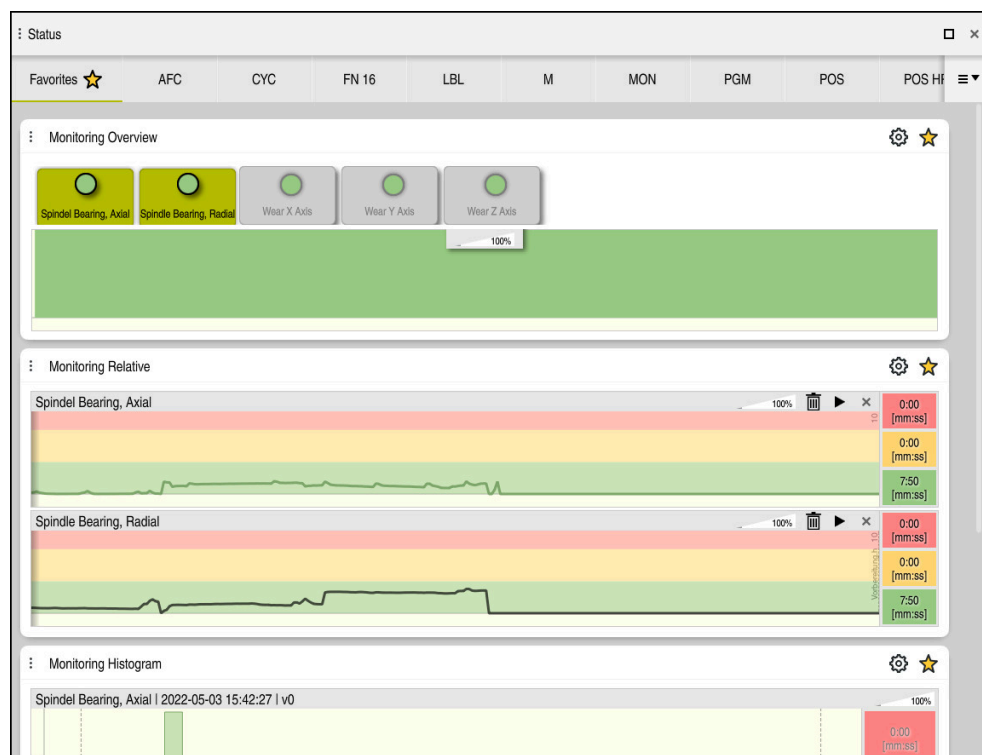 Status
Favorites AFC CYC FN 16 LBL M MON PGM POS POS HF
Monitoring Overview
Spindel Bearing, Axial Spindle Bearing, Radial Wear X Axis Wear Y Axis Wear Z Axis
100%
Monitoring Relative
Spindel Bearing, Axial 100%
10
0:00
[mm:ss]
0:00
[mm:ss]
7:50
[mm:ss]
Spindle Bearing, Radial 100%
Vorbereitung.h 10
0:00
[mm:ss]
0:00
[mm:ss]
7:50
[mm:ss]
Monitoring Histogram
Spindel Bearing, Axial | 2022-05-03 15:42:27 | v0 100%
0:00
[mm:ss]